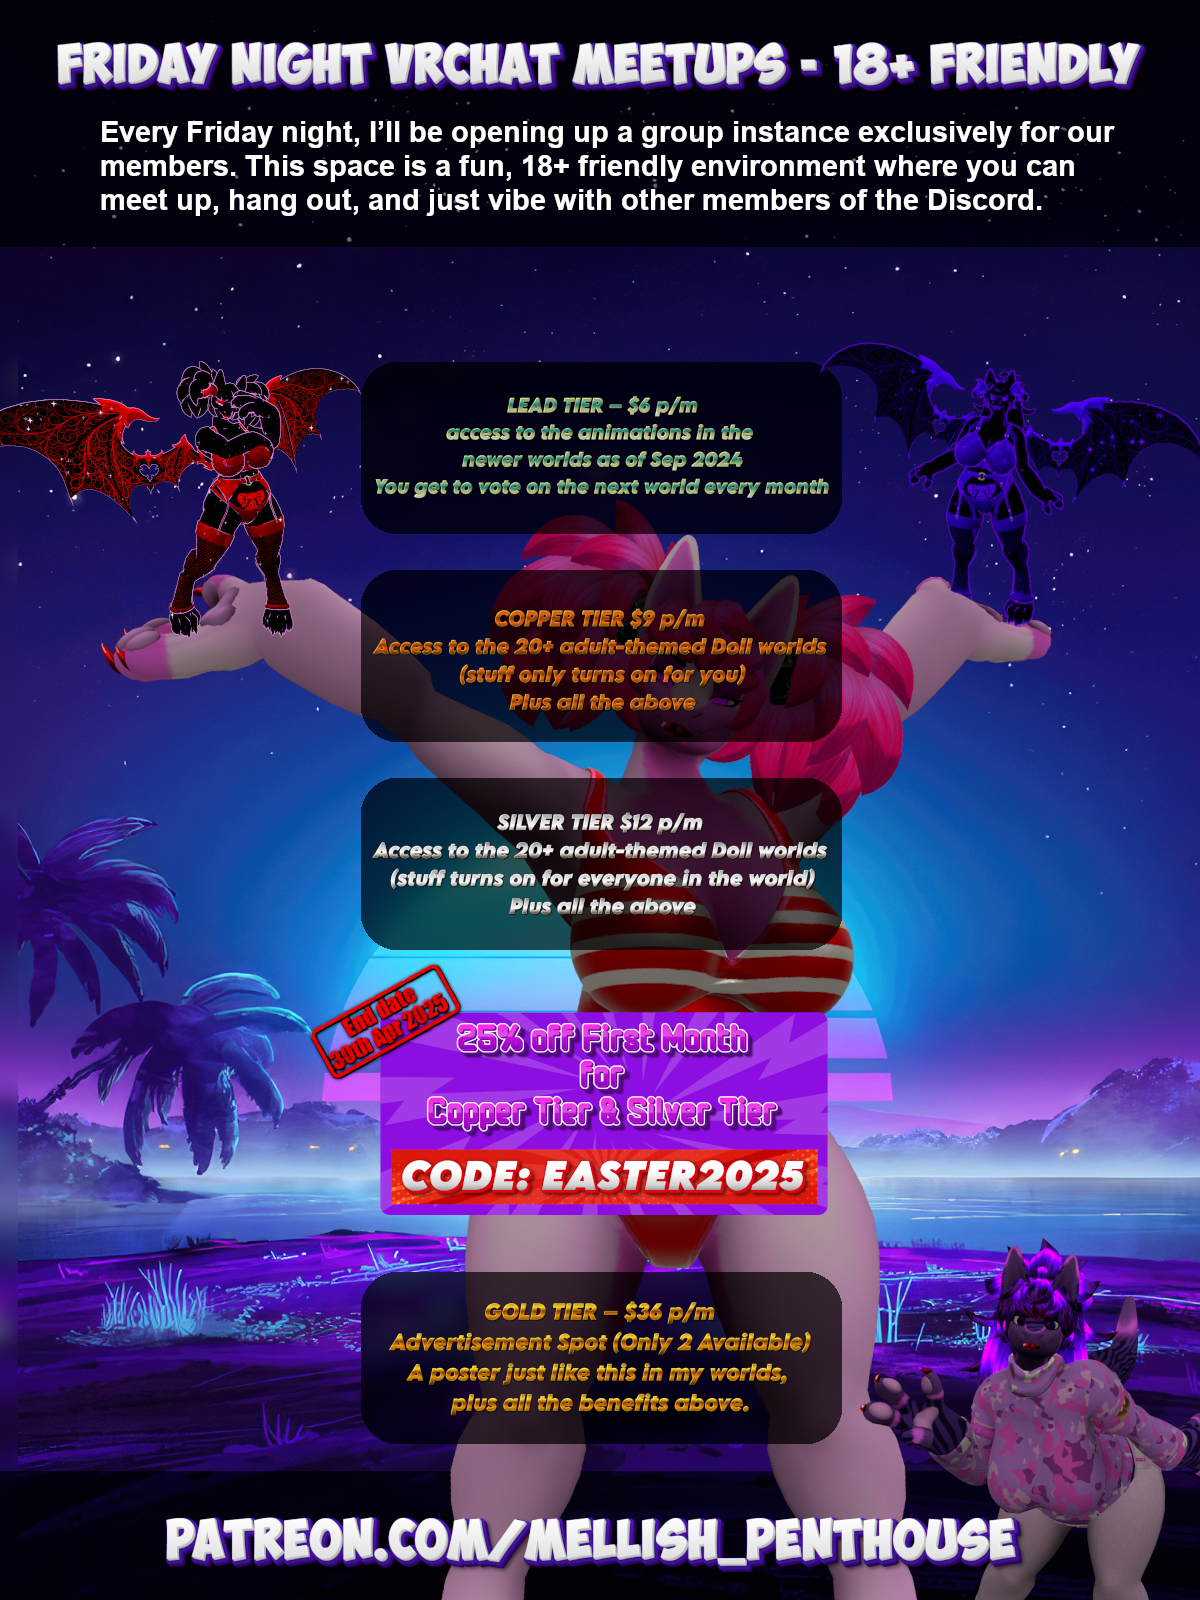 FRIDAY NIGHT VRCHAT MEETUPS - 18+ FRIENDLY
Every Friday night, I'll be opening up a group instance exclusively for our
members. This space is a fun, 18+ friendly environment where you can
meet up, hang out, and just vibe with other members of the Discord.
LEAD TIER – $6 p/m
access to the animations in the
newer worlds as of Sep 2024
You get to vote on the next world every month
COPPER TIER $9 p/m
Access to the 20+ adult-themed Doll worlds
(stuff only turns on for you)
Plus all the above
SILVER TIER $12 p/m
Access to the 20+ adult-themed Doll worlds
(stuff turns on for everyone in the world)
Plus all the above
End date
30th Apr 2025
25% off First Month
for
Copper Tier & Silver Tier
CODE: EASTER2025
GOLD TIER – $36 p/m
Advertisement Spot (Only 2 Available)
A poster just like this in my worlds,
plus all the benefits above.
PATREON.COM/MELLISH_PENTHOUSE